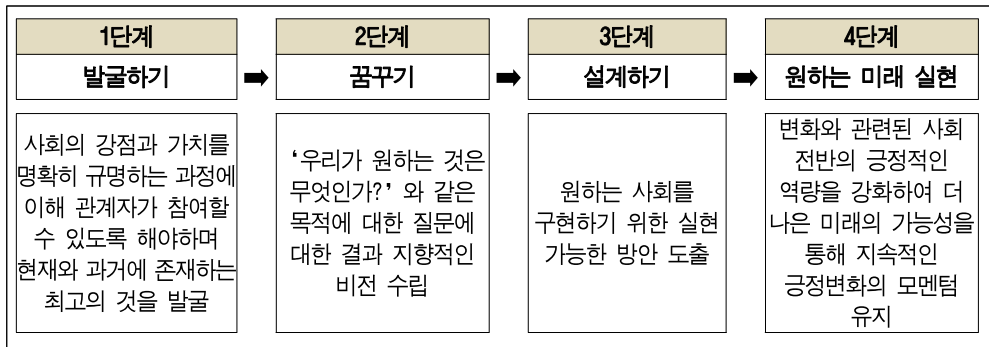 1단계
발굴하기
사회의 강점과 가치를
명확히 규명하는 과정에
이해 관계자가 참여할
수 있도록 해야하며
현재와 과거에 존재하는
최고의 것을 발굴
➡
2단계
꿈꾸기
‘우리가 원하는 것은
무엇인가?’ 와 같은
목적에 대한 질문에
대한 결과 지향적인
비전 수립
➡
3단계
설계하기
원하는 사회를
구현하기 위한 실현
가능한 방안 도출
➡
4단계
원하는 미래 실현
변화와 관련된 사회
전반의 긍정적인
역량을 강화하여 더
나은 미래의 가능성을
통해 지속적인
긍정변화의 모멘텀
유지